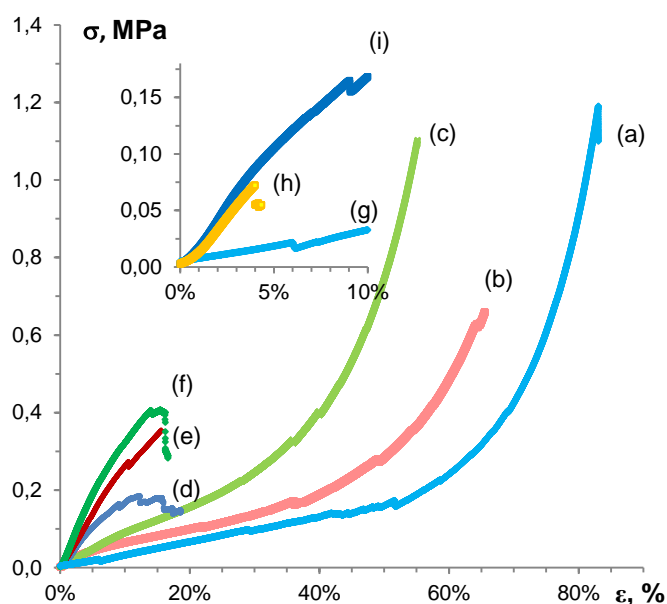 1,4
σ, MPa
(i)
0,15
1,2
(c)
(a)
0,10
(h)
1,0
0,05
(g)
0,00
0,8
0% 5% 10%
(b)
0,6
(f)
0,4
(e)
(d)
0,2
0,0
0% 20% 40% 60% 80% ε, %